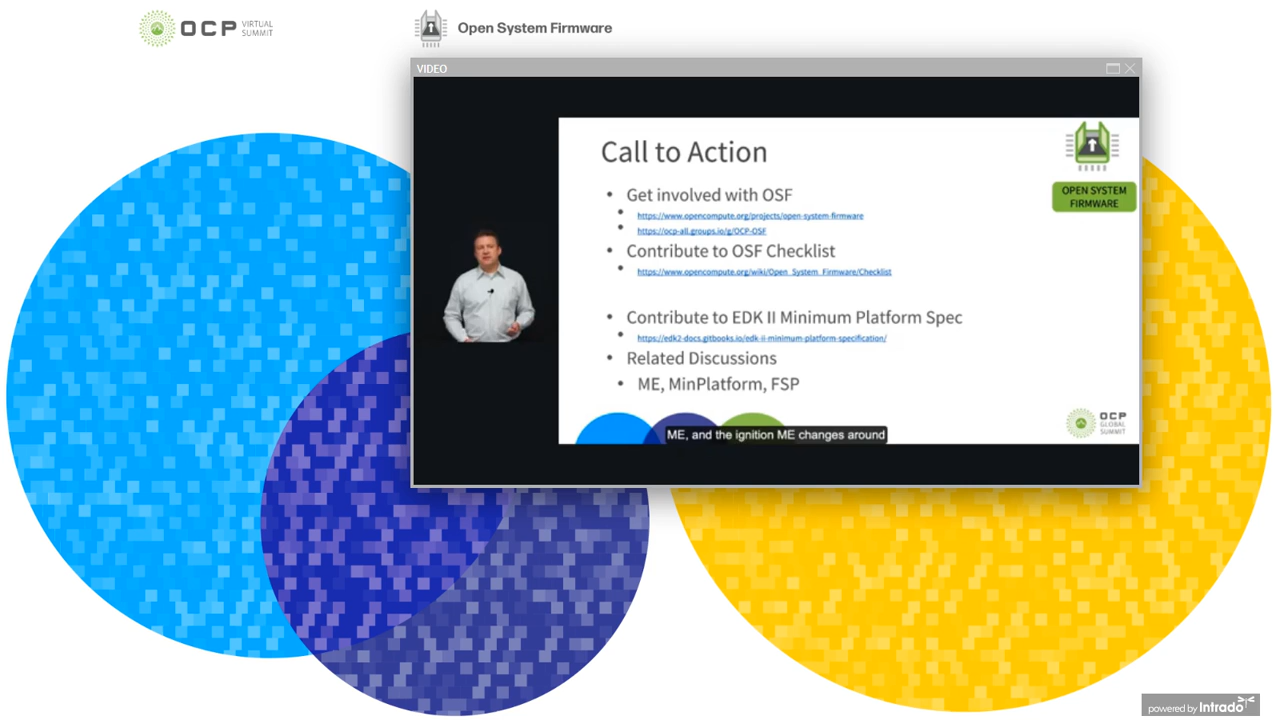 OCP VIRTUAL SUMMIT
Open System Firmware
VIDEO
Call to Action
OPEN SYSTEM
FIRMWARE
• Get involved with OSF
• https://www.opencompute.org/projects/open-system-firmware
• https://ocp-all.groups.io/g/OCP-OSF
• Contribute to OSF Checklist
• https://www.opencompute.org/wiki/Open_System_Firmware/Checklist
• Contribute to EDK II Minimum Platform Spec
• https://edk2-docs.gitbooks.io/edk-ii-minimum-platform-specification/
• Related Discussions
• ME, MinPlatform, FSP
OCP GLOBAL SUMMIT
ME, and the ignition ME changes around
powered by Intrado